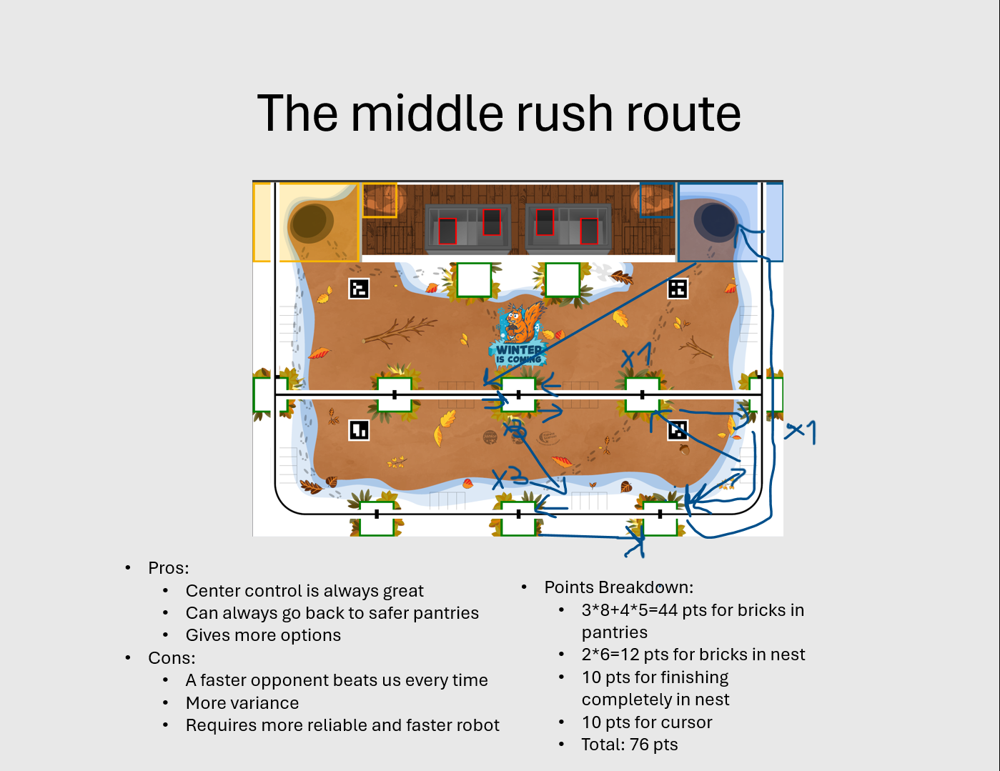 The middle rush route
WINTER
IS COMING
x1
x3
x3
x1
• Pros:
• Center control is always great
• Can always go back to safer pantries
• Gives more options
• Cons:
• A faster opponent beats us every time
• More variance
• Requires more reliable and faster robot
• Points Breakdown:
• 3*8+4*5=44 pts for bricks in
pantries
• 2*6=12 pts for bricks in nest
• 10 pts for finishing
completely in nest
• 10 pts for cursor
• Total: 76 pts